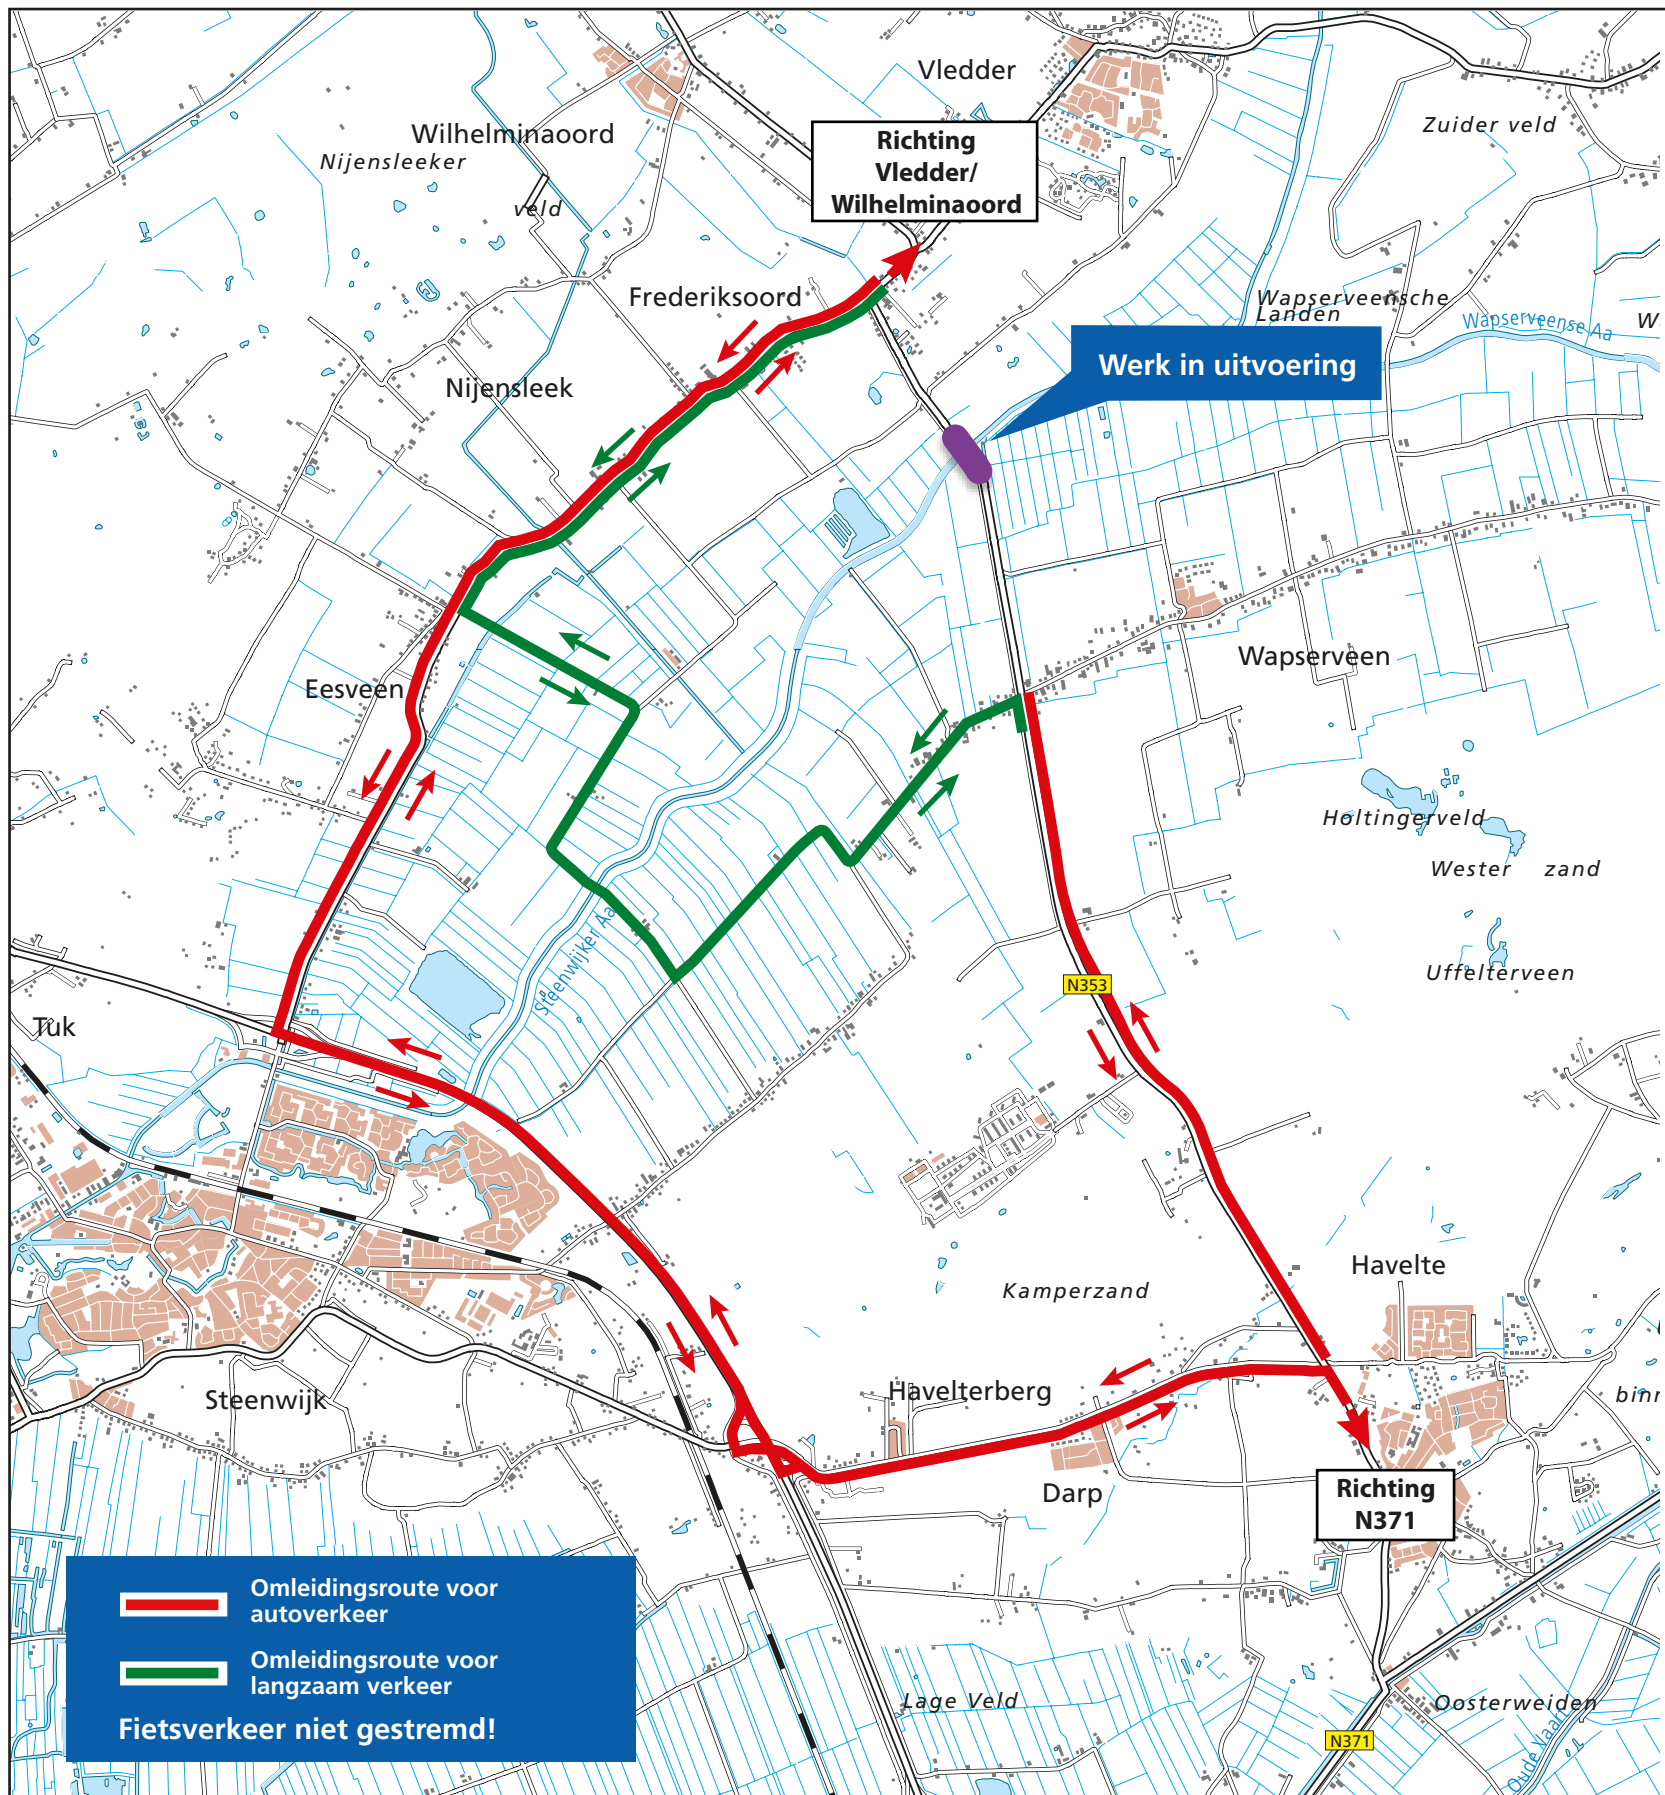 Vledder
Wilhelminaoord
Nijensleeker
veld
Richting
Vledder/
Wilhelminaoord
Zuider veld
Frederiksoord
Wapserveensche
Landen
Wapserveense Aa
Werk in uitvoering
Nijensleek
Wapserveen
Eesveen
Holtingerveld
Wester zand
Uffelterveen
Steenwijker Aa
N353
Tuk
Havelte
Kamperzand
Steenwijk
Havelterberg
Darp
Richting
N371
Omleidingsroute voor
autoverkeer
Omleidingsroute voor
langzaam verkeer
Fietsverkeer niet gestremd!
Lage Veld
Oosterweiden
N371
Oude Vaart